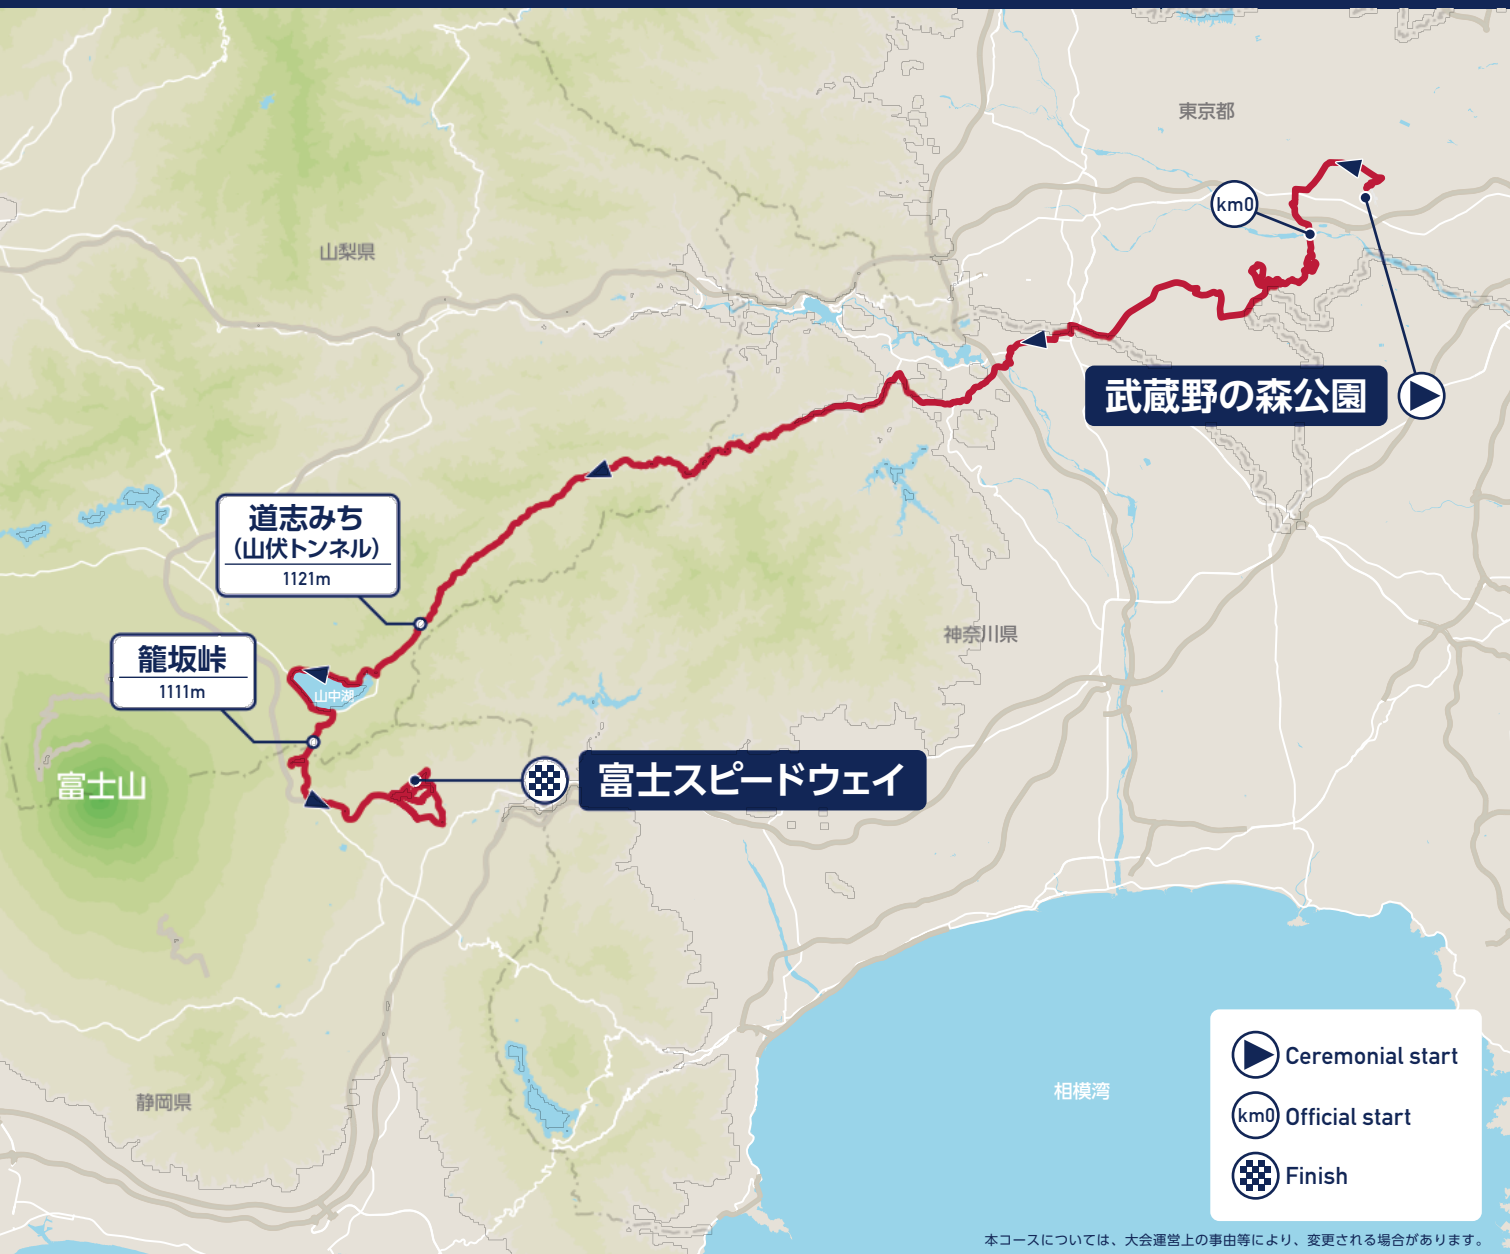 東京都
km0
山梨県
武蔵野の森公園
道志みち
(山伏トンネル)
1121m
神奈川県
籠坂峠
1111m
山中湖
富士山
富士スピードウェイ
静岡県
相模湾
Ceremonial start
km0 Official start
Finish
本コースについては、大会運営上の事由等により、変更される場合があります。